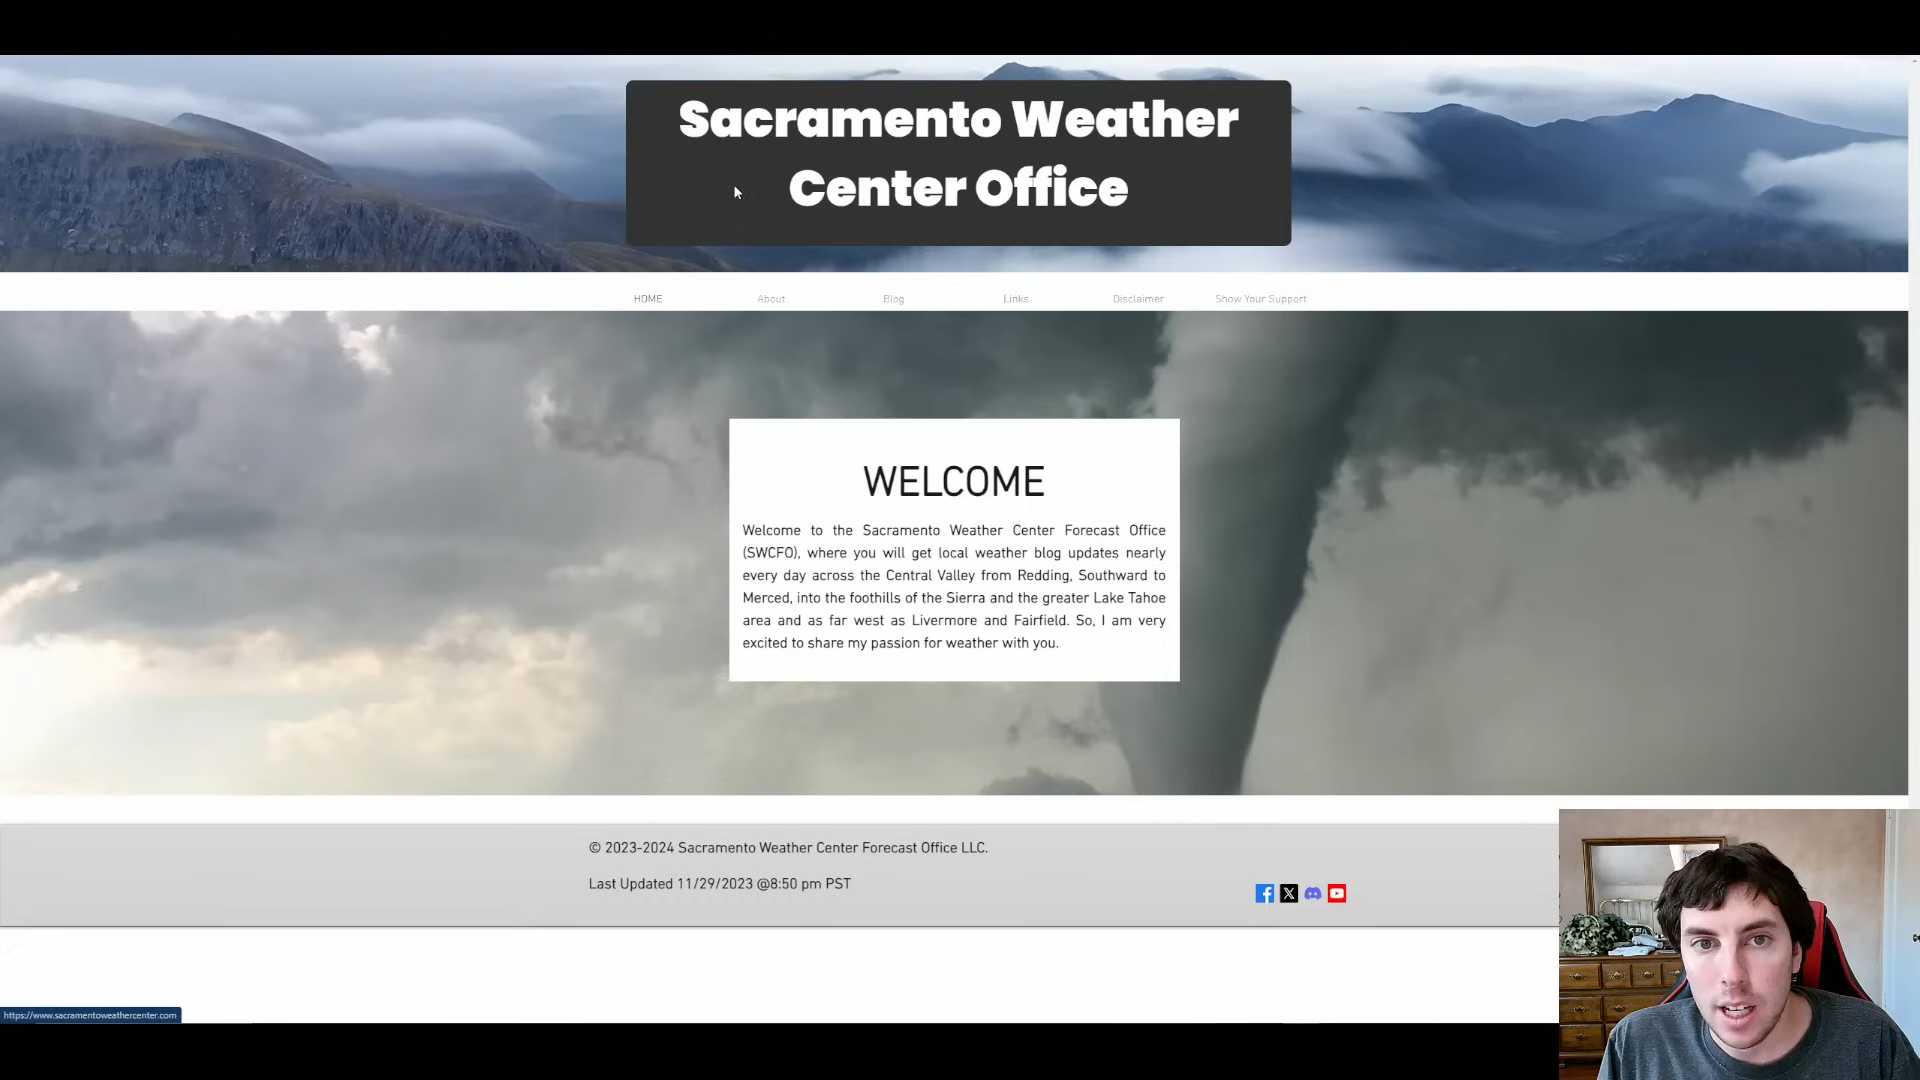 Sacramento Weather
Center Office
HOME
About
Blog
Links
Disclaimer
Show Your Support
WELCOME
Welcome to the Sacramento Weather Center Forecast Office
(SWCFO), where you will get local weather blog updates nearly
every day across the Central Valley from Redding, Southward to
Merced, into the foothills of the Sierra and the greater Lake Tahoe
area and as far west as Livermore and Fairfield. So, I am very
excited to share my passion for weather with you.
© 2023-2024 Sacramento Weather Center Forecast Office LLC.
Last Updated 11/29/2023 @8:50 pm PST
https://www.sacramentoweathercenter.com